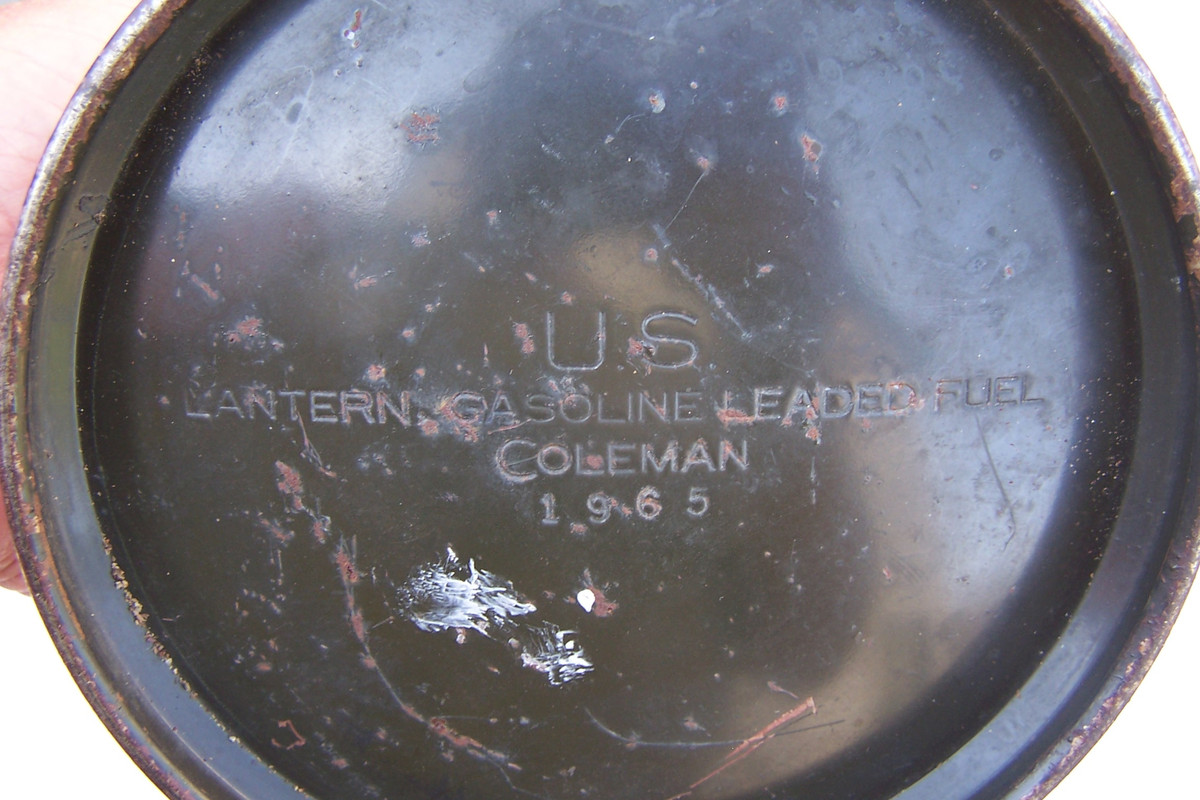 U.S.
LANTERN, GASOLINE LEADED FUEL
COLEMAN
1965